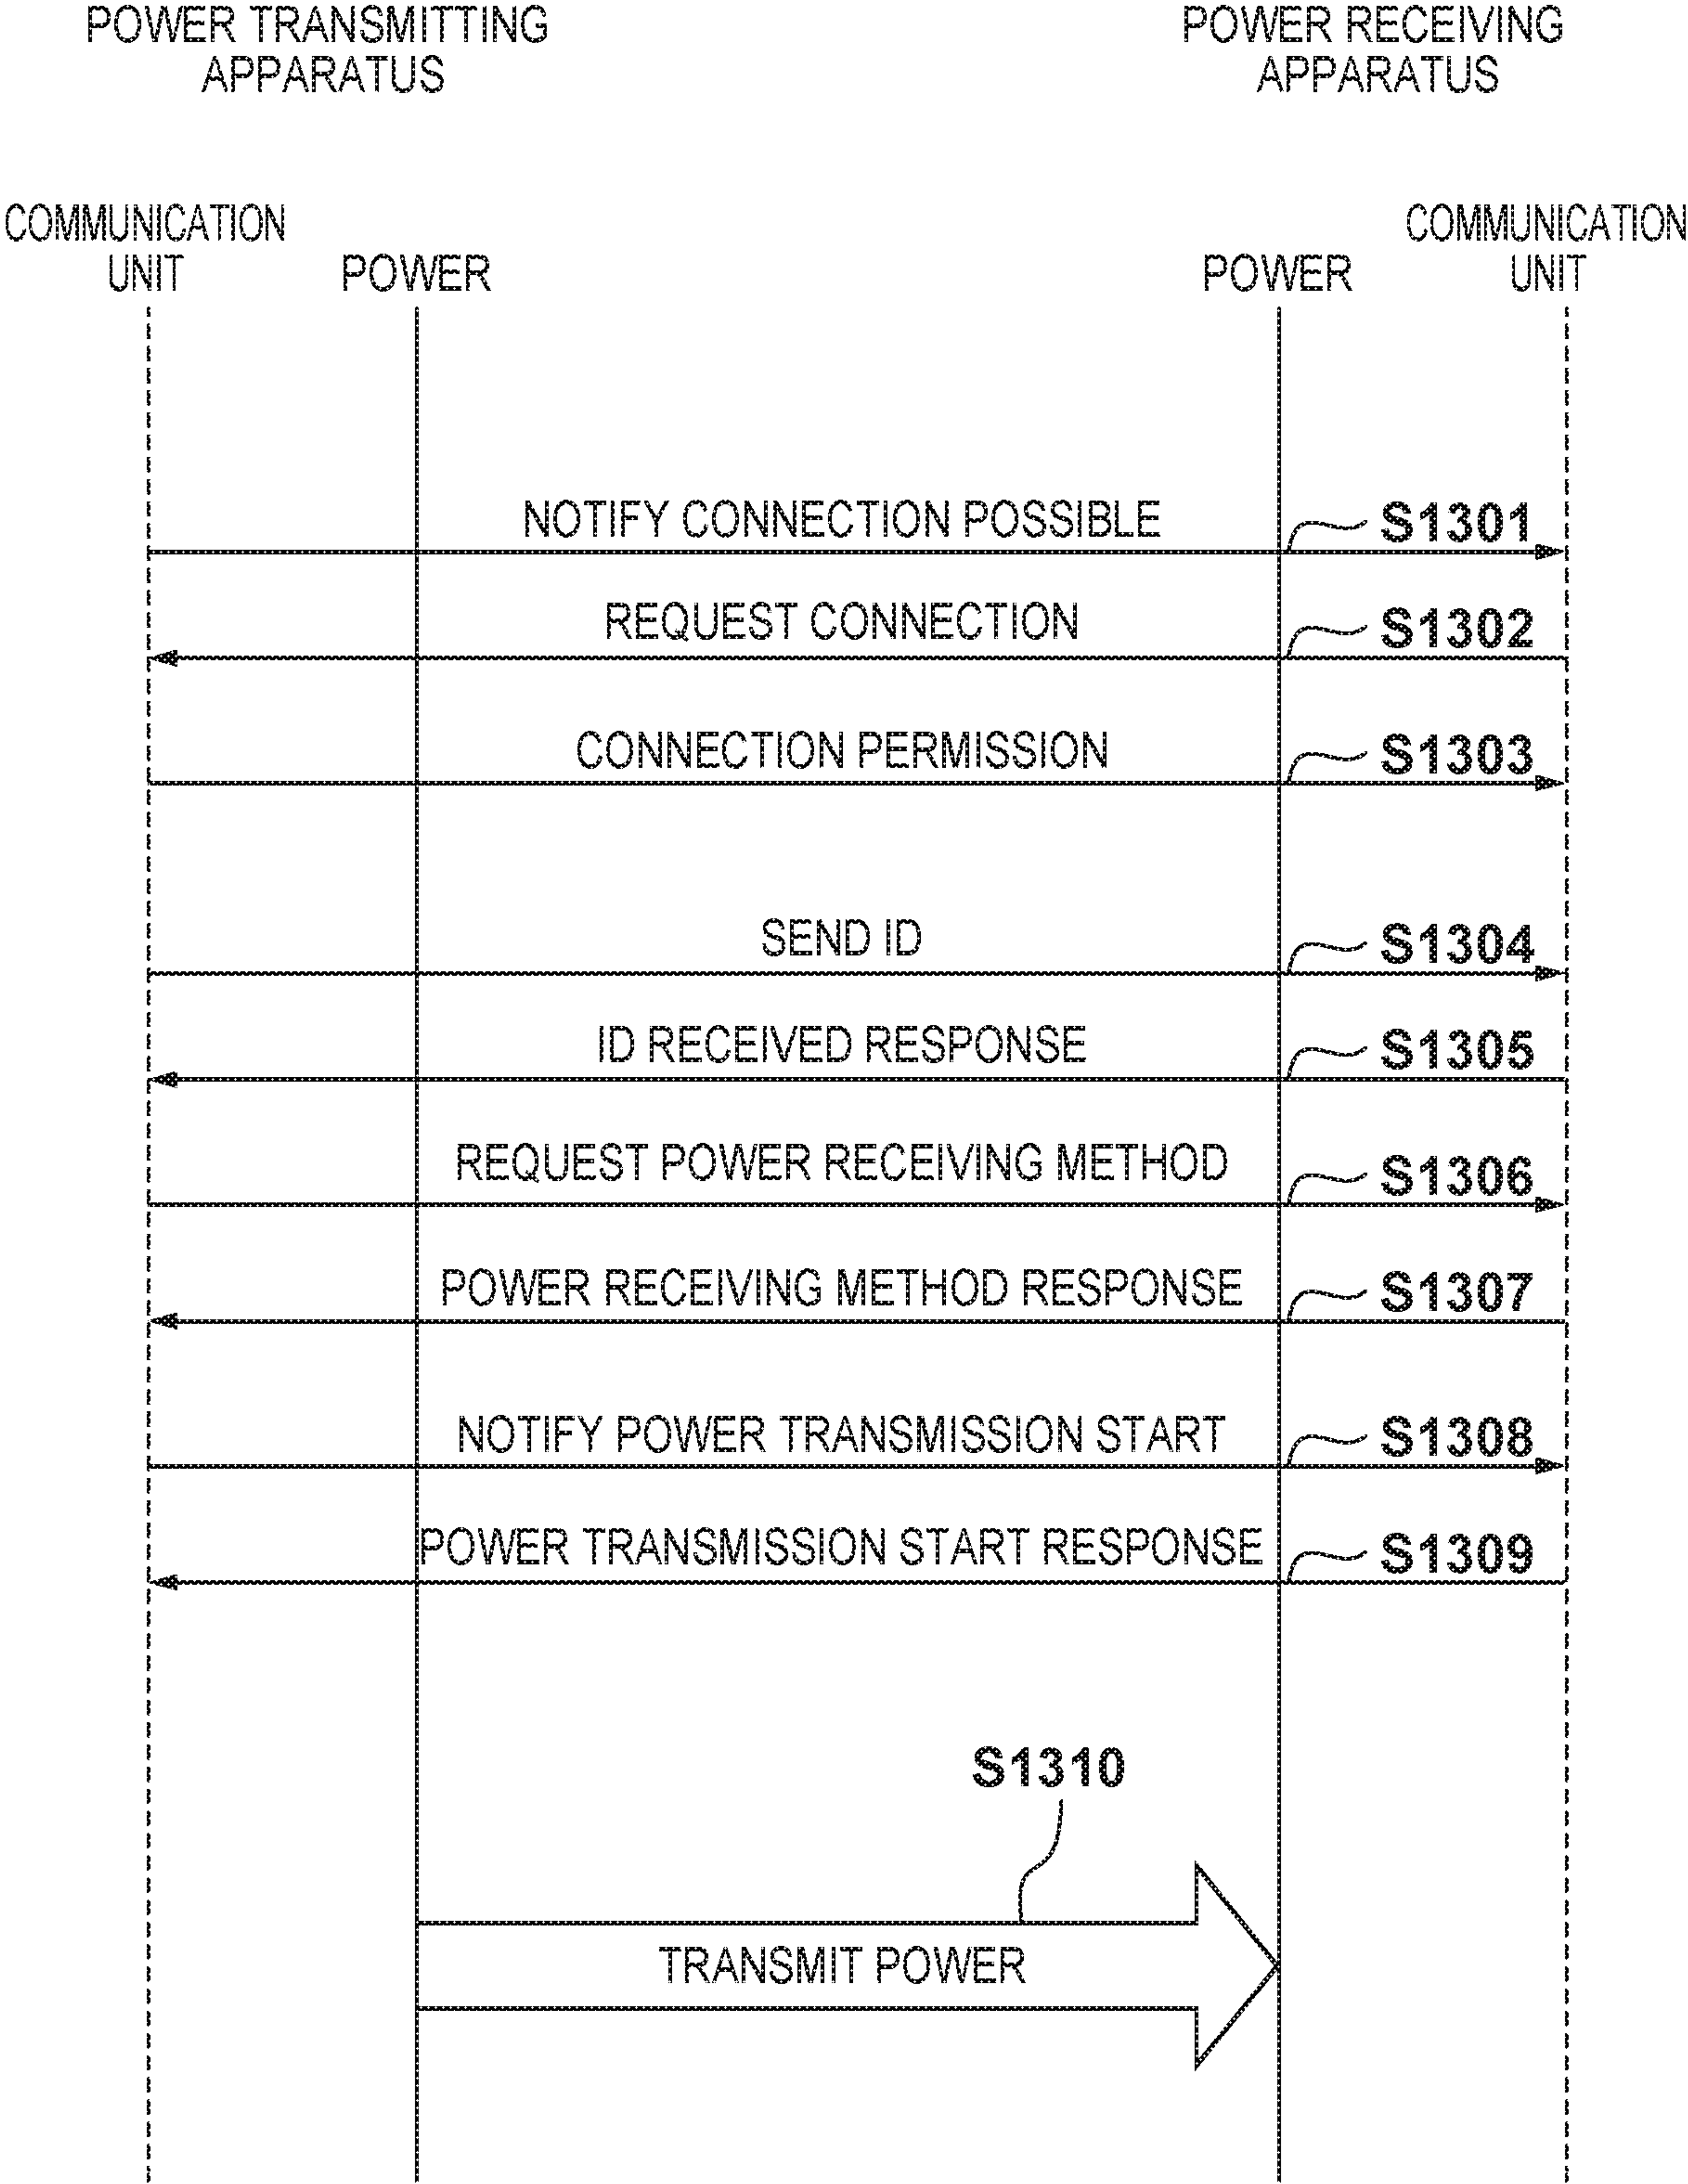 POWER TRANSMITTING
APPARATUS
POWER RECEIVING
APPARATUS
COMMUNICATION
UNIT
POWER
POWER
COMMUNICATION
UNIT
NOTIFY CONNECTION POSSIBLE
S1301
REQUEST CONNECTION
S1302
CONNECTION PERMISSION
S1303
SEND ID
S1304
ID RECEIVED RESPONSE
S1305
REQUEST POWER RECEIVING METHOD
S1306
POWER RECEIVING METHOD RESPONSE
S1307
NOTIFY POWER TRANSMISSION START
S1308
POWER TRANSMISSION START RESPONSE
S1309
S1310
TRANSMIT POWER